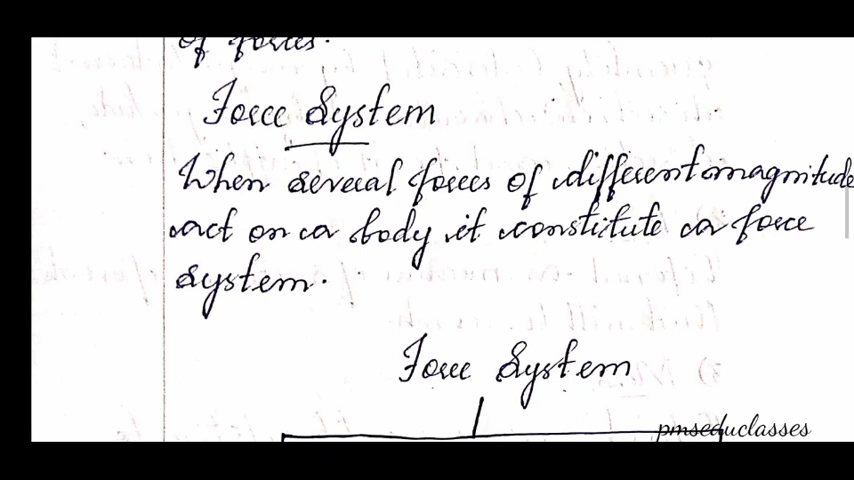 of forces.
Force System
When several forces of different magnitude
act on a body it constitute a force
system.
Force System
pmseduclasses